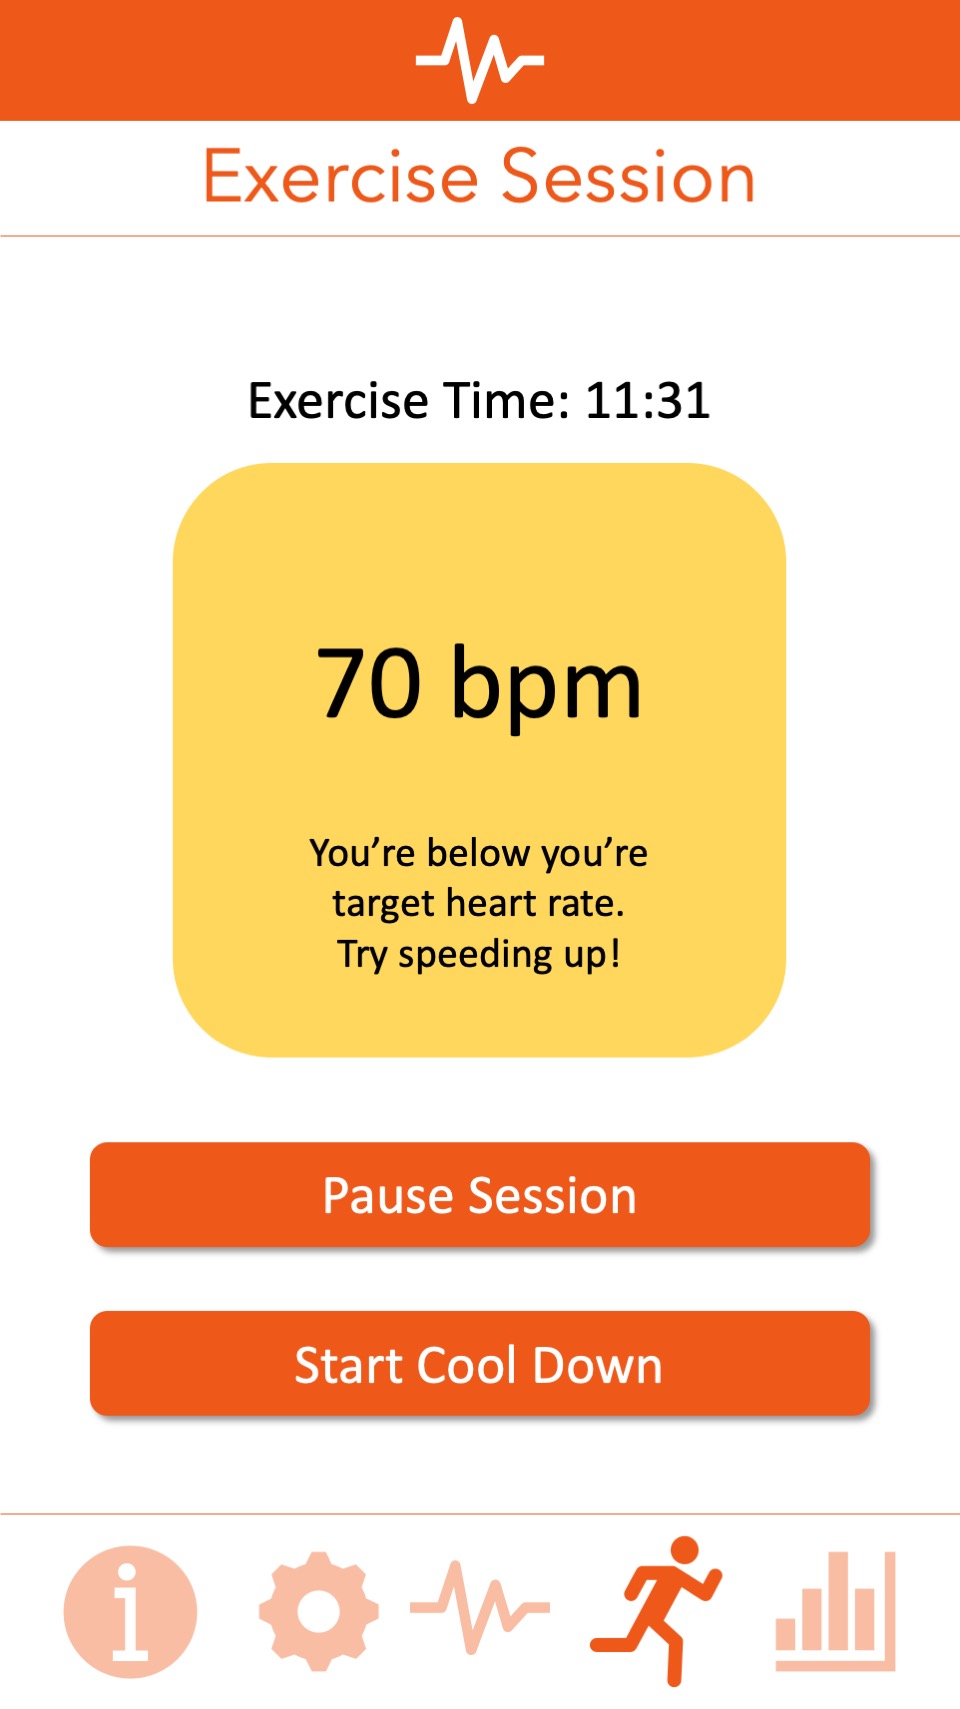 Exercise Session
Exercise Time: 11:31
70 bpm
You’re below you’re
target heart rate.
Try speeding up!
Pause Session
Start Cool Down
i